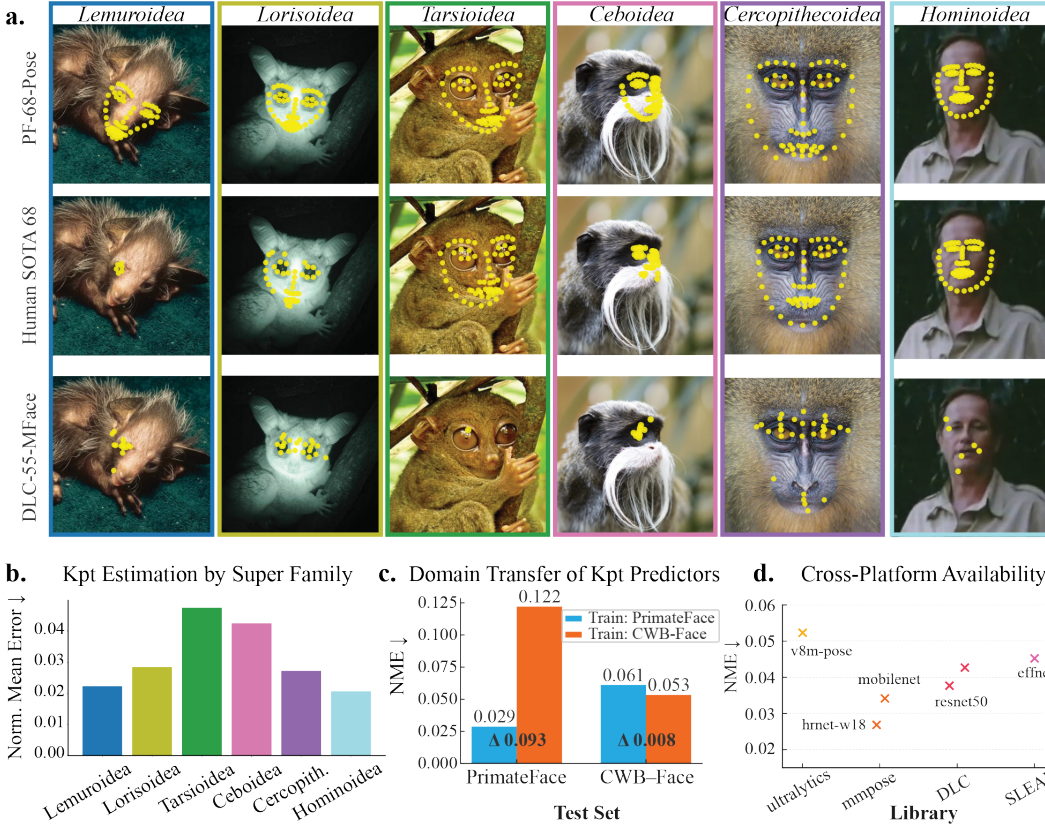 a.
Lemuroidea Lorisoidea Tarsioidea Ceboidea Cercopithecoidea Hominoidea
PF-68-Pose
Human SOTA 68
DLC-55-MFace
b. Kpt Estimation by Super Family
Norm. Mean Error ↓
0.04
0.03
0.02
0.01
0.00
Lemuroidea Lorisoidea Tarsioidea Ceboidea Cercopith. Hominoidea
c. Domain Transfer of Kpt Predictors
NME ↓
0.125
0.100
0.075
0.050
0.025
0.000
0.122
Train: PrimateFace
Train: CWB-Face
0.061
0.053
0.029
Δ 0.093 Δ 0.008
PrimateFace CWB–Face
Test Set
d. Cross-Platform Availability
NME ↓
0.06
0.05
0.04
0.03
0.02
v8m-pose
effne
mobilenet
resnet50
hrnet-w18
ultralytics mmpose DLC SLEA
Library